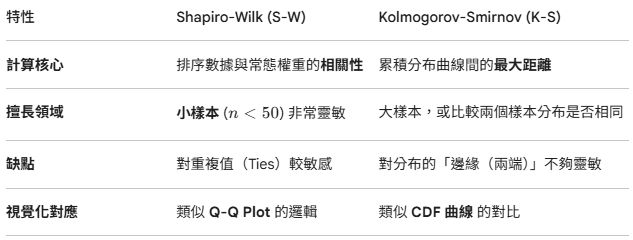 特性 Shapiro-Wilk (S-W) Kolmogorov-Smirnov (K-S)
計算核心 排序數據與常態權重的相關性 累積分布曲線間的最大距離
擅長領域 小樣本 (n < 50) 非常靈敏 大樣本，或比較兩個樣本分布是否相同
缺點 對重複值（Ties）較敏感 對分布的「邊緣（兩端）」不夠靈敏
視覺化對應 類似 Q-Q Plot 的邏輯 類似 CDF 曲線 的對比